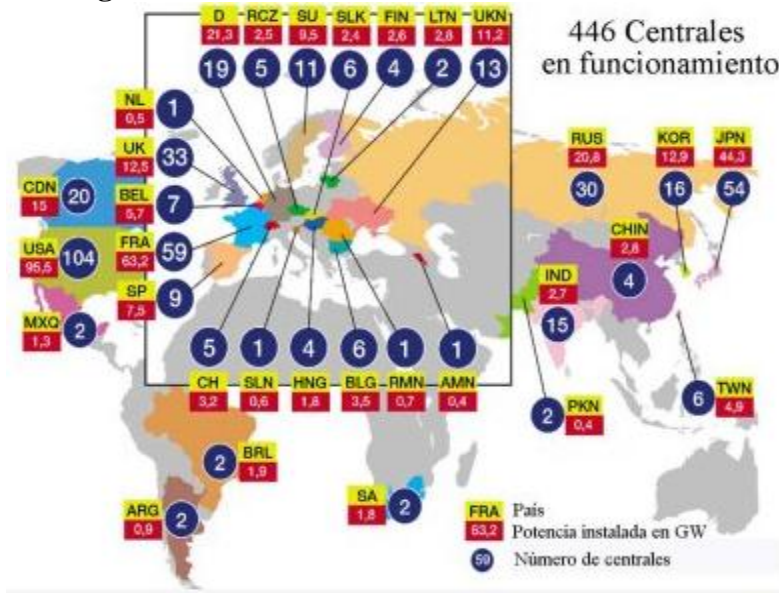 D RCZ SU SLK FIN LTN UKN
21,3 2,5 9,5 2,4 2,6 2,8 11,2
19 5 11 6 4 2 13
446 Centrales
en funcionamiento
NL
0,5
1
UK
12,5
33
BEL
5,7
7
FRA
63,2
59
SP
7,5
9
CDN
15
20
USA
95,5
104
MXQ
1,3
2
RUS
20,8
30
KOR
12,9
16
JPN
44,3
54
CHIN
2,8
4
IND
2,7
15
5 1 4 6 1 1
CH SLN HNG BLG RMN AMN
3,2 0,6 1,8 3,5 0,7 0,4
2
PKN
0,4
6
TWN
4,9
BRL
1,9
2
ARG
0,9
2
SA
1,8
2
FRA País
63,2 Potencia instalada en GW
59 Número de centrales